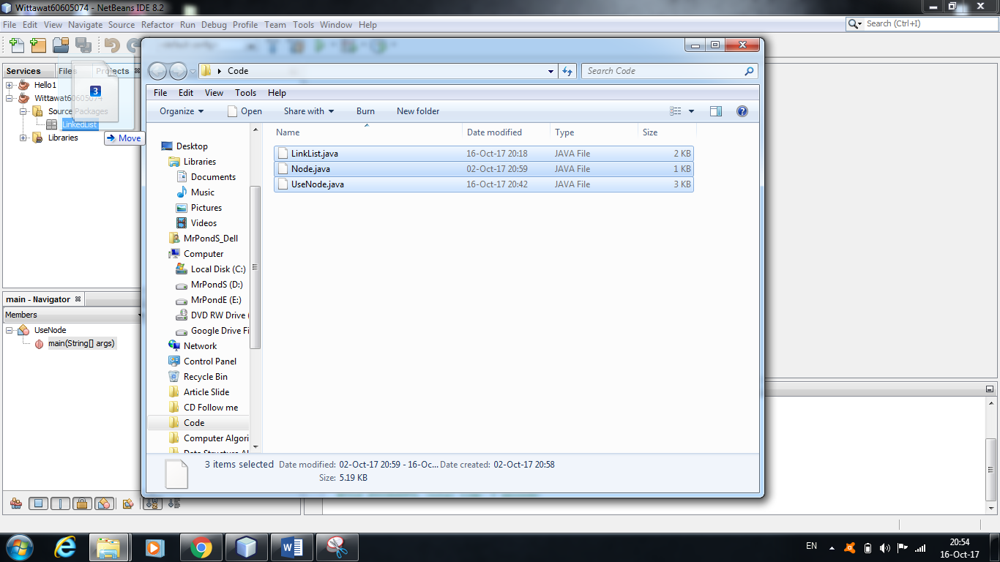 Wittawat60605074 - NetBeans IDE 8.2
File Edit View Navigate Source Refactor Run Debug Profile Team Tools Window Help
Search (Ctrl+I)
Services Files Projects
Hello1
Wittawat60605074
Source Packages
LinkedList
Libraries
3
Move
main - Navigator
Members
UseNode
main(String[] args)
Code
Search Code
File Edit View Tools Help
Organize Open Share with Burn New folder
Desktop
Libraries
Documents
Music
Pictures
Videos
MrPondS_Dell
Computer
Local Disk (C:)
MrPondS (D:)
MrPondE (E:)
DVD RW Drive (
Google Drive Fi
Network
Control Panel
Recycle Bin
Article Slide
CD Follow me
Code
Computer Algori
Name Date modified Type Size
LinkList.java 16-Oct-17 20:18 JAVA File 2 KB
Node.java 02-Oct-17 20:59 JAVA File 1 KB
UseNode.java 16-Oct-17 20:42 JAVA File 3 KB
3 items selected Date modified: 02-Oct-17 20:59 - 16-Oc... Date created: 02-Oct-17 20:58
Size: 5.19 KB
EN
20:54
16-Oct-17